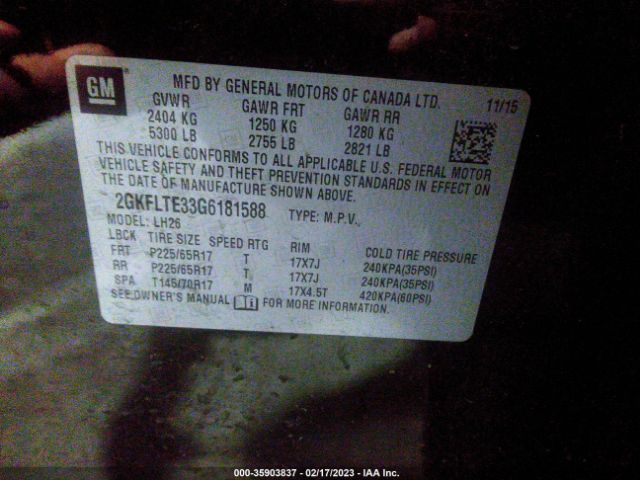 GM
MFD BY GENERAL MOTORS OF CANADA LTD.
11/15
GVWR GAWR FRT GAWR RR
2404 KG 1250 KG 1280 KG
5300 LB 2755 LB 2821 LB
THIS VEHICLE CONFORMS TO ALL APPLICABLE U.S. FEDERAL MOTOR
VEHICLE SAFETY AND THEFT PREVENTION STANDARDS IN EFFECT ON
THE DATE OF MANUFACTURE SHOWN ABOVE.
2GKFLTE33G6181588 TYPE: M.P.V.
MODEL: LH26
LBCK TIRE SIZE SPEED RTG RIM COLD TIRE PRESSURE
FRT P225/65R17 T 17X7J 240KPA(35PSI)
RR P225/65R17 T 17X7J 240KPA(35PSI)
SPA T145/70R17 M 17X4.5T 420KPA(60PSI)
SEE OWNER'S MANUAL FOR MORE INFORMATION.
000-35903837 - 02/17/2023 - IAA Inc.